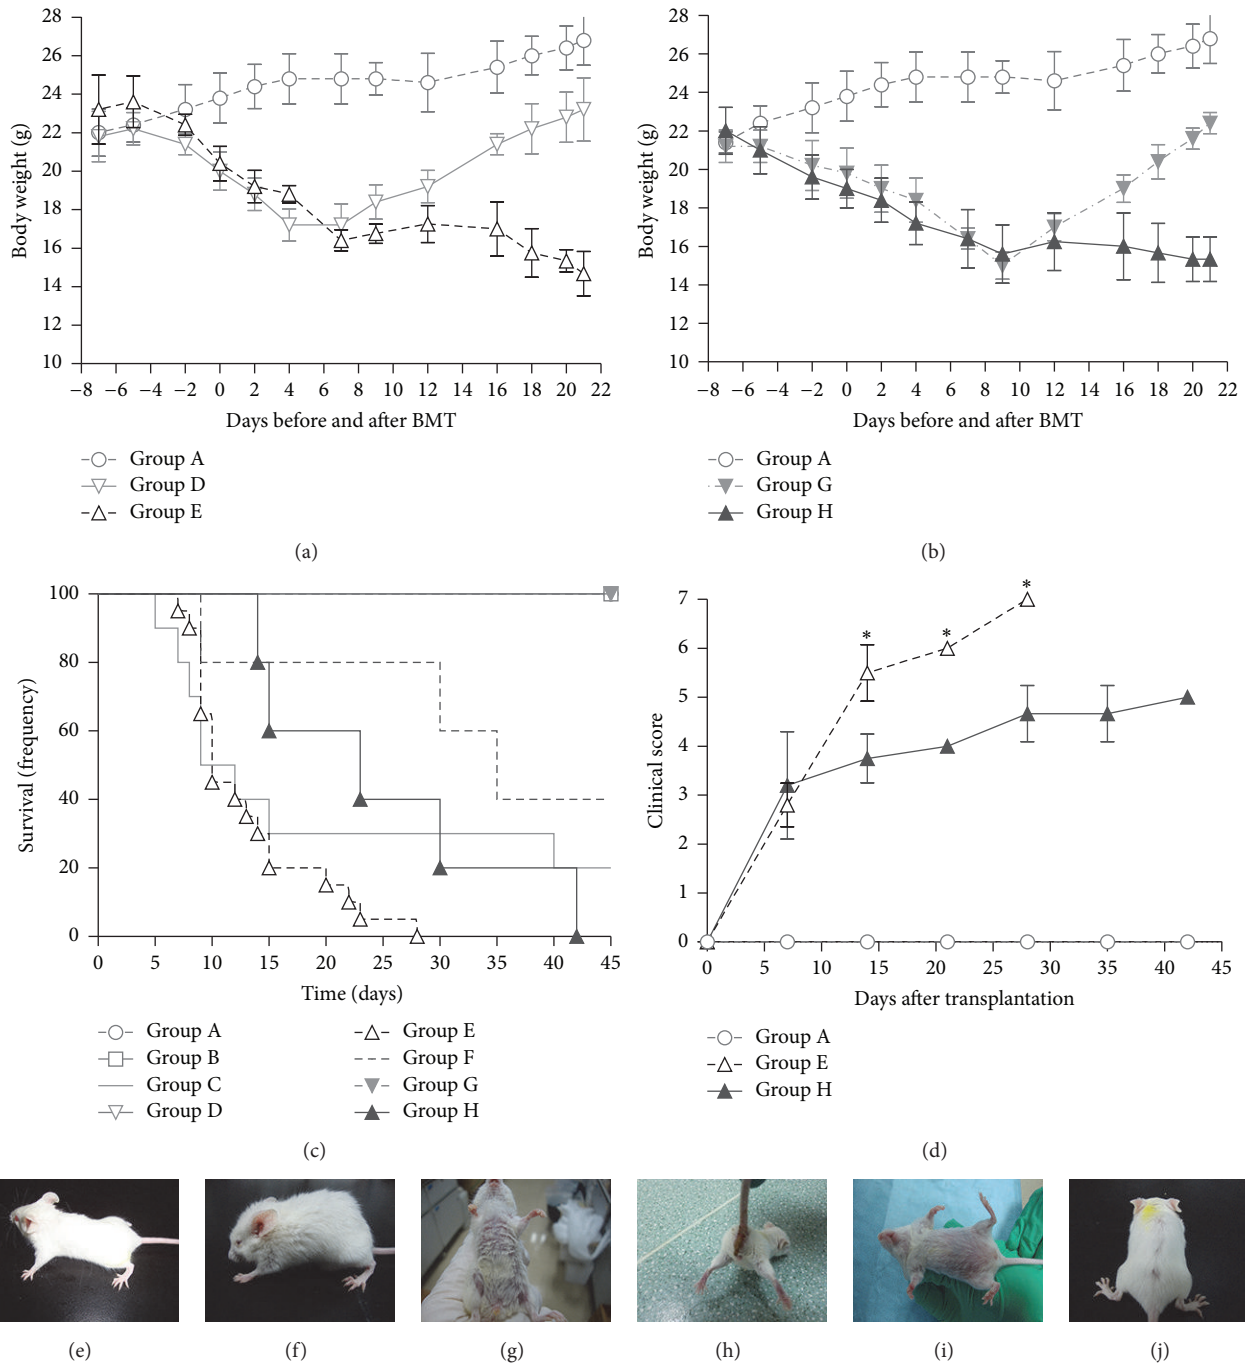 28
26
24
22
20
18
16
14
12
10
Body weight (g)
−8 −6 −4 −2 0 2 4 6 8 10 12 14 16 18 20 22
Days before and after BMT
Group A
Group D
Group E
(a)
28
26
24
22
20
18
16
14
12
10
Body weight (g)
−8 −6 −4 −2 0 2 4 6 8 10 12 14 16 18 20 22
Days before and after BMT
Group A
Group G
Group H
(b)
100
80
60
40
20
0
Survival (frequency)
0 5 10 15 20 25 30 35 40 45
Time (days)
Group A
Group B
Group C
Group D
Group E
Group F
Group G
Group H
(c)
7
6
5
4
3
2
1
0
Clinical score
* * *
0 5 10 15 20 25 30 35 40 45
Days after transplantation
Group A
Group E
Group H
(d)
(e) (f) (g) (h) (i) (j)